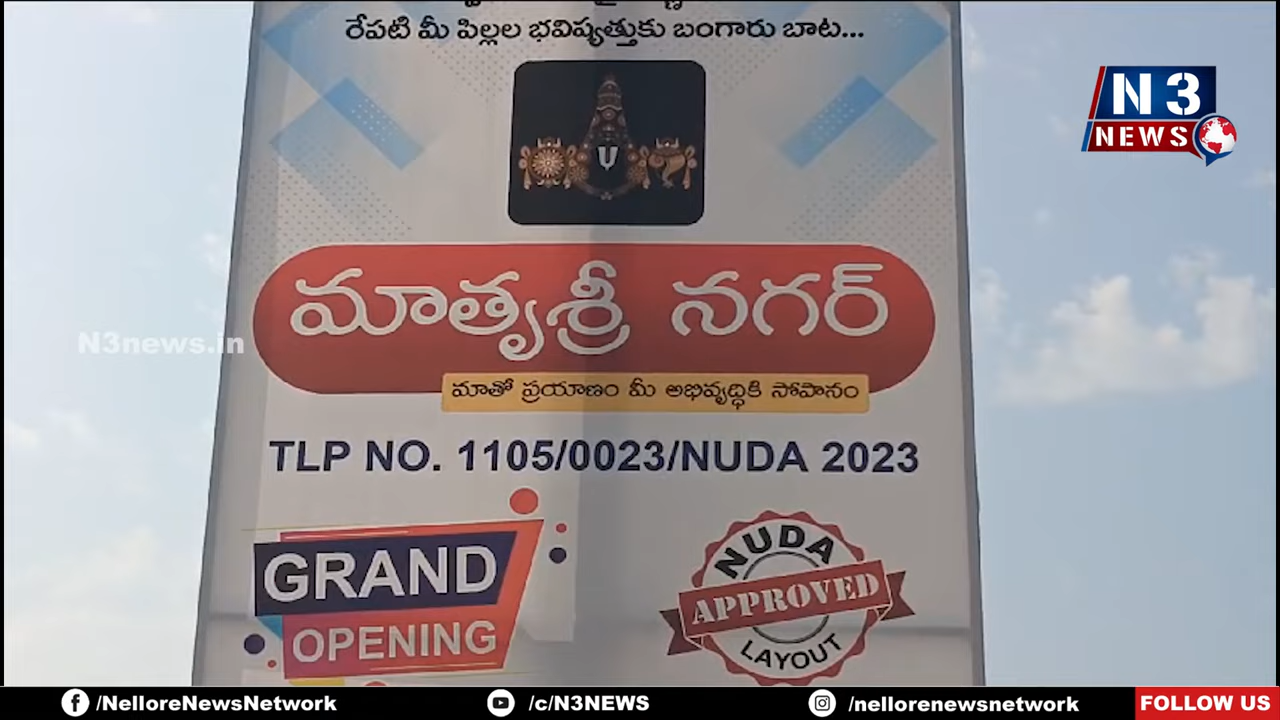 రేపటి మీ పిల్లల భవిష్యత్తుకు బంగారు బాట...
N3
NEWS
మాతృశ్రీ నగర్
N3news.in
మాతో ప్రయాణం మీ అభివృద్ధికి సోపానం
TLP NO. 1105/0023/NUDA 2023
GRAND
OPENING
NUDA
APPROVED
LAYOUT
/NelloreNewsNetwork
/c/N3NEWS
/nellorenewsnetwork
FOLLOW US